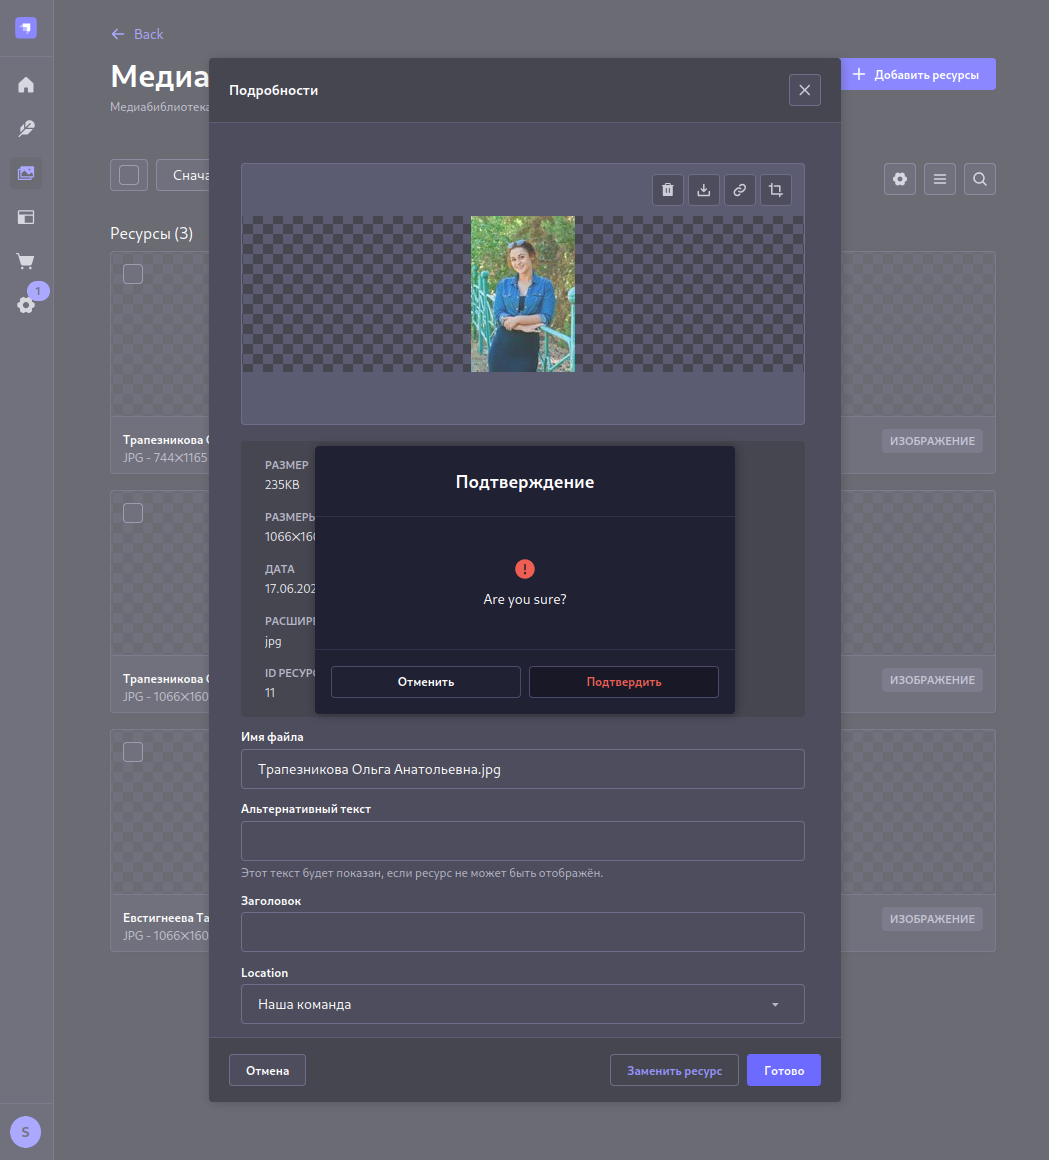 Back
Медиа
Медиабиблиотека
Добавить ресурсы
Подробности
Снача
Ресурсы (3)
1
Трапезникова
JPG - 744✕1165
ИЗОБРАЖЕНИЕ
Трапезникова
JPG - 1066✕160
ИЗОБРАЖЕНИЕ
Евстигнеева Та
JPG - 1066✕160
ИЗОБРАЖЕНИЕ
РАЗМЕР
235KB
РАЗМЕРЫ
1066✕160
ДАТА
17.06.202
РАСШИРЕ
jpg
ID РЕСУРС
11
Подтверждение
Are you sure?
Отменить
Подтвердить
Имя файла
Трапезникова Ольга Анатольевна.jpg
Альтернативный текст
Этот текст будет показан, если ресурс не может быть отображён.
Заголовок
Location
Наша команда
Отмена
Заменить ресурс
Готово
S